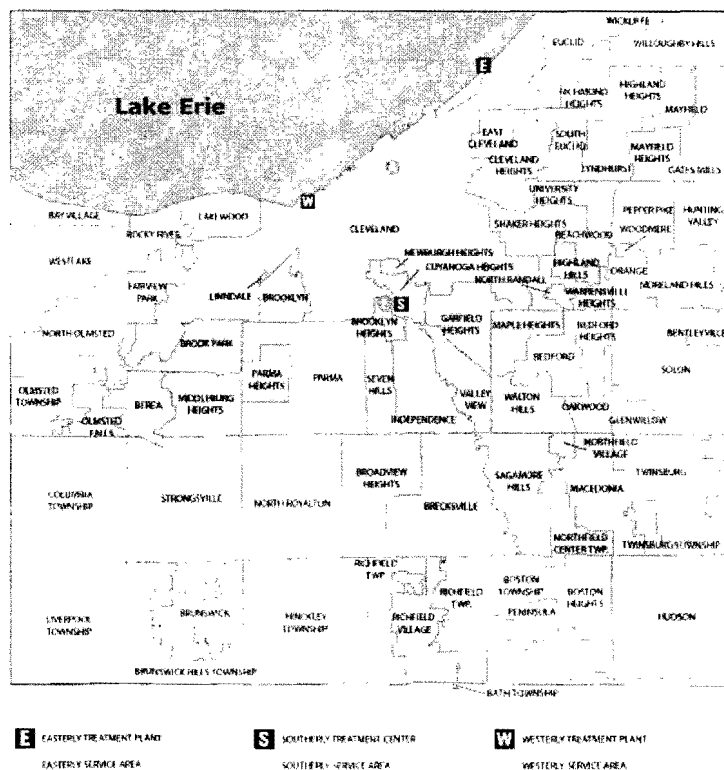 WICKLIFFE
EUCLID
WILLOUGHBY HILLS
E
RICHMOND
HEIGHTS
HIGHLAND
HEIGHTS
MAYFIELD
Lake Erie
EAST
CLEVELAND
SOUTH
EUCLID
MAYFIELD
HEIGHTS
CLEVELAND
HEIGHTS
LYNDHURST
GATES MILLS
UNIVERSITY
HEIGHTS
W
BAY VILLAGE
LAKEWOOD
ROCKY RIVER
CLEVELAND
SHAKER HEIGHTS
BEACHWOOD
PEPPER PIKE
WOODMERE
HUNTING
VALLEY
NEWBURGH HEIGHTS
CUYAHOGA HEIGHTS
WESTLAKE
NORTH RANDALL
HIGHLAND
HILLS
ORANGE
MORELAND HILLS
WARRENSVILLE
HEIGHTS
FAIRVIEW
PARK
LINNDALE
BROOKLYN
S
NORTH OLMSTED
BROOKLYN
HEIGHTS
GARFIELD
HEIGHTS
MAPLE HEIGHTS
BEDFORD
HEIGHTS
BENTLEYVILLE
BROOK PARK
BEDFORD
SOLON
PARMA
HEIGHTS
PARMA
SEVEN
HILLS
OLMSTED
TOWNSHIP
BEREA
MIDDLEBURG
HEIGHTS
VALLEY
VIEW
WALTON
HILLS
OAKWOOD
OLMSTED
FALLS
INDEPENDENCE
GLENWILLOW
NORTHFIELD
VILLAGE
BROADVIEW
HEIGHTS
SAGAMORE
HILLS
TWINSBURG
COLUMBIA
TOWNSHIP
STRONGSVILLE
NORTH ROYALTON
BRECKSVILLE
MACEDONIA
NORTHFIELD
CENTER TWP.
TWINSBURG TOWNSHIP
RICHFIELD
TWP.
RICHFIELD
TWP.
BOSTON
TOWNSHIP
PENINSULA
BOSTON
HEIGHTS
LIVERPOOL
TOWNSHIP
BRUNSWICK
HINCKLEY
TOWNSHIP
RICHFIELD
VILLAGE
HUDSON
BRUNSWICK HILLS TOWNSHIP
BATH TOWNSHIP
E EASTERLY TREATMENT PLANT
S SOUTHERLY TREATMENT CENTER
W WESTERLY TREATMENT PLANT
EASTERLY SERVICE AREA
SOUTHERLY SERVICE AREA
WESTERLY SERVICE AREA